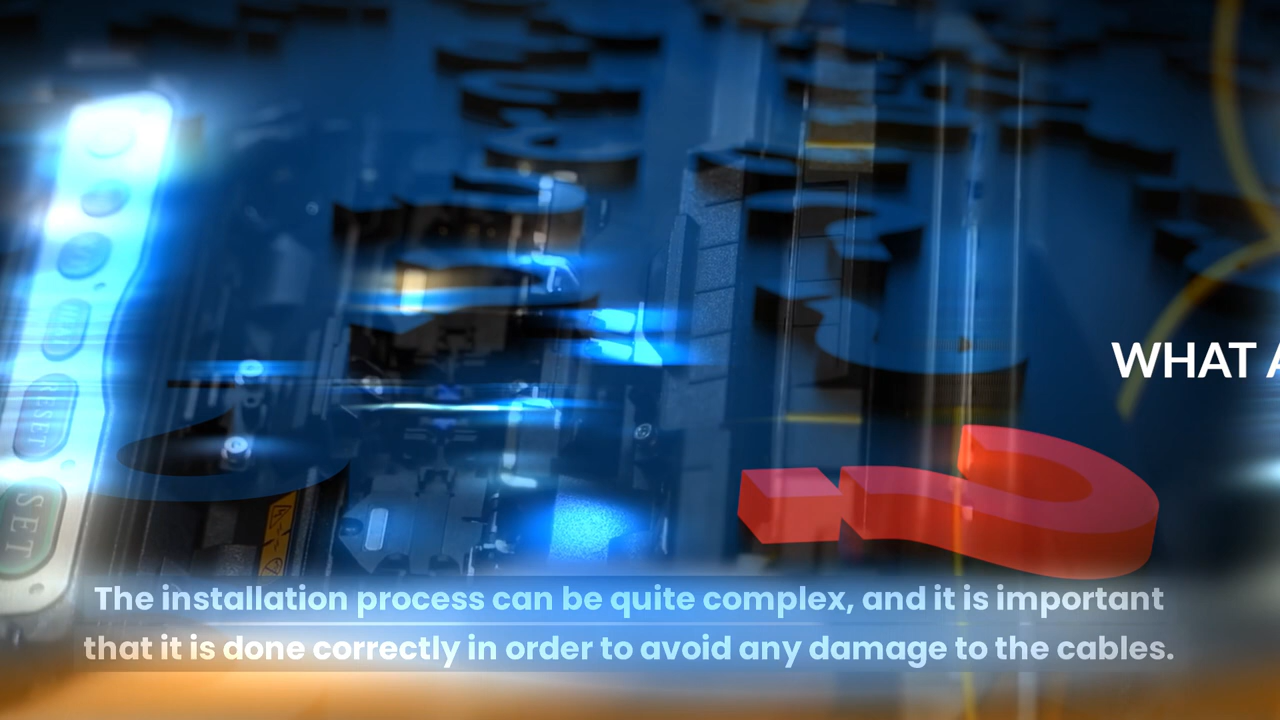 WHAT A
RESET
SET
The installation process can be quite complex, and it is important
that it is done correctly in order to avoid any damage to the cables.